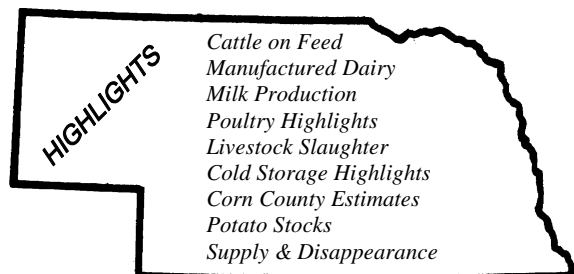 HIGHLIGHTS
Cattle on Feed
Manufactured Dairy
Milk Production
Poultry Highlights
Livestock Slaughter
Cold Storage Highlights
Corn County Estimates
Potato Stocks
Supply & Disappearance